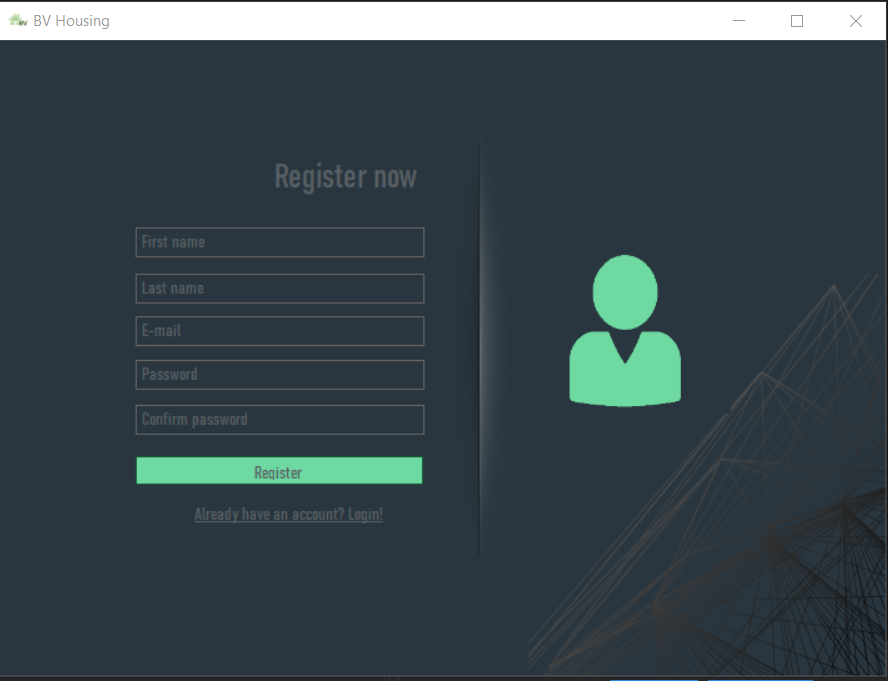 BV Housing
Register now
First name
Last name
E-mail
Password
Confirm password
Register
Already have an account? Login!